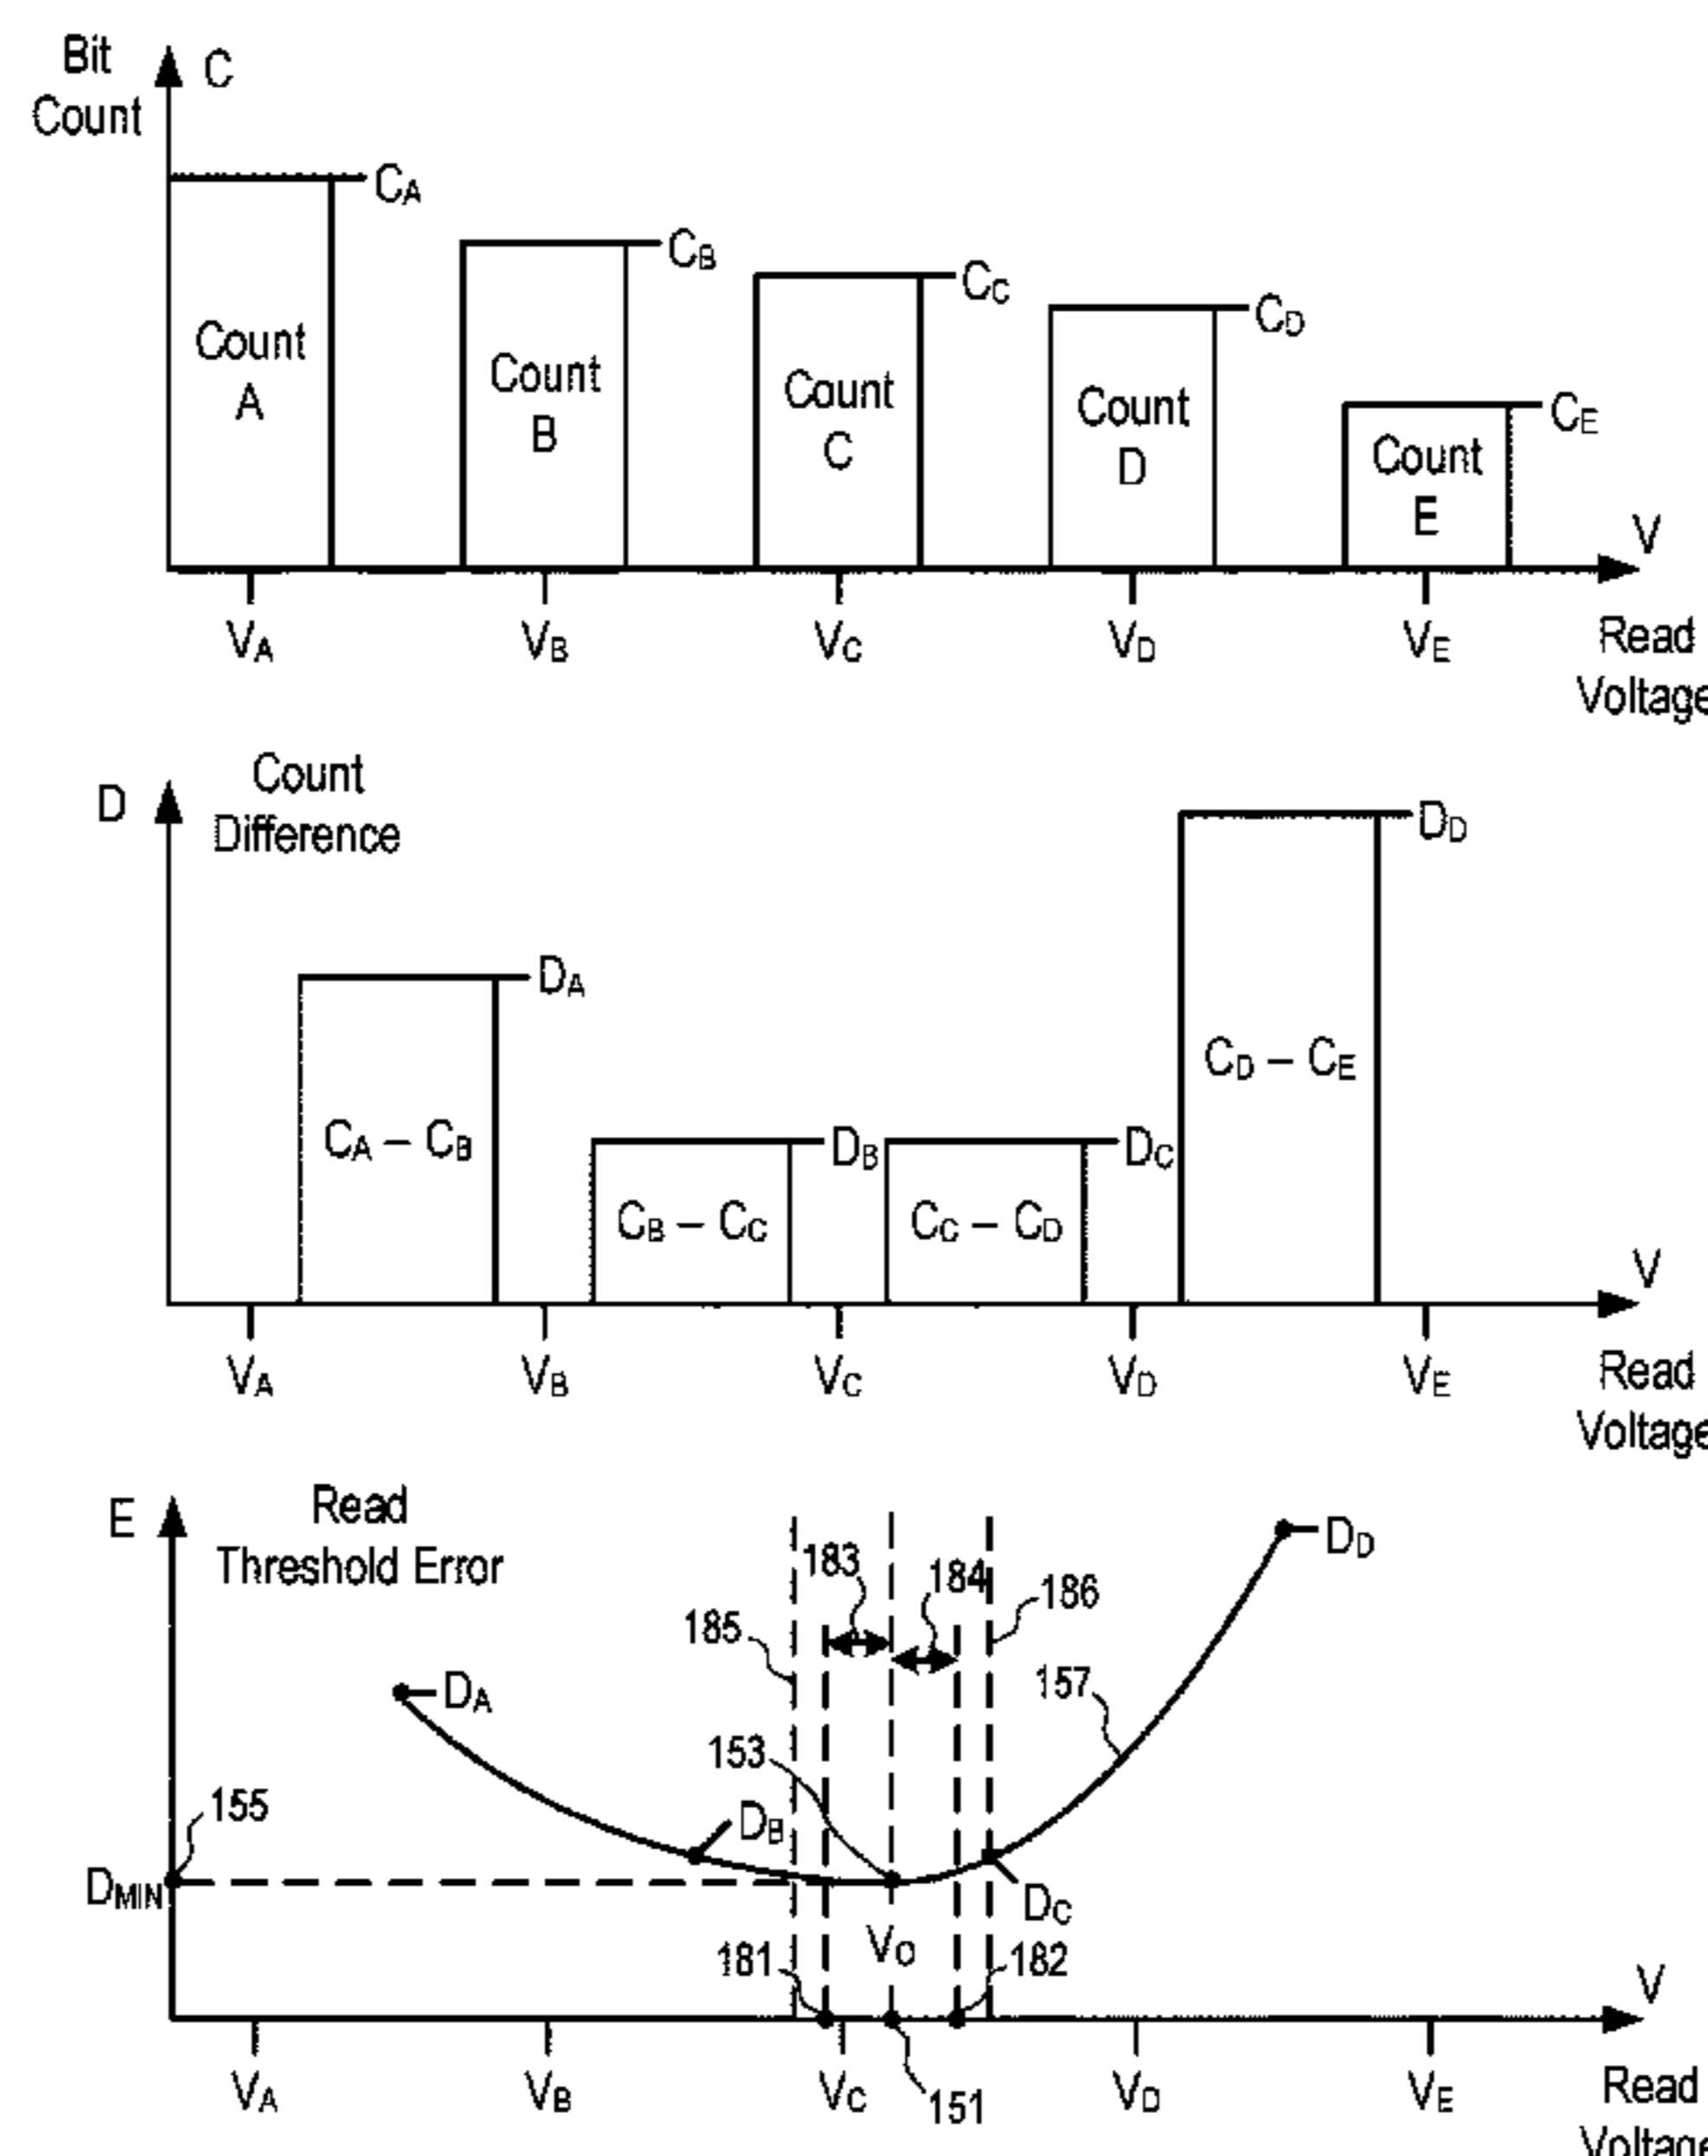 Bit
Count
C
CA
CB
CC
CD
CE
Count
A
Count
B
Count
C
Count
D
Count
E
V
VA
VB
VC
VD
VE
Read
Voltage
D
Count
Difference
DD
DA
CD – CE
CA – CB
DB
DC
CB – CC
CC – CD
V
VA
VB
VC
VD
VE
Read
Voltage
E
Read
Threshold Error
DD
183
184
186
185
157
DA
153
155
DB
DMIN
DC
VO
181
182
V
VA
VB
VC
VD
VE
151
Read
Voltage